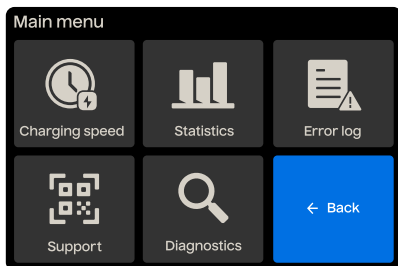 Main menu
Charging speed
Statistics
Error log
Support
Diagnostics
← Back